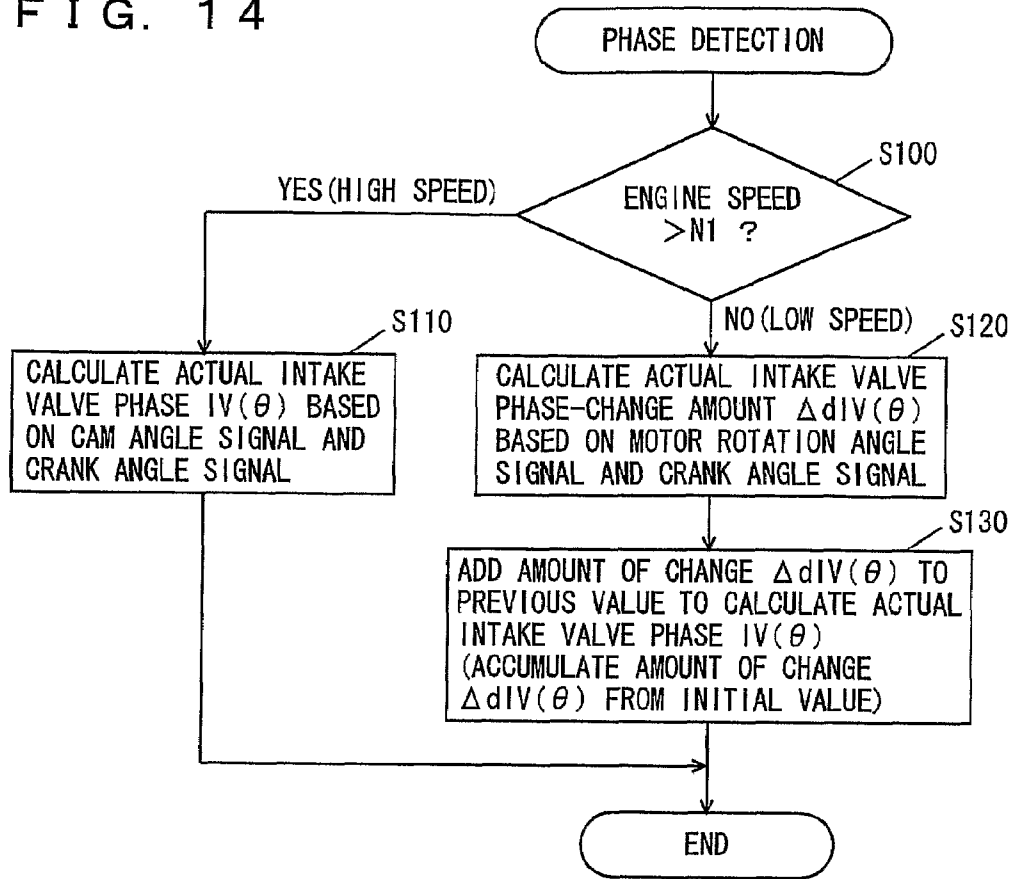 FIG. 14
PHASE DETECTION
S100
ENGINE SPEED
>N1 ?
YES(HIGH SPEED)
NO(LOW SPEED)
S110
CALCULATE ACTUAL INTAKE
VALVE PHASE IV(θ) BASED
ON CAM ANGLE SIGNAL AND
CRANK ANGLE SIGNAL
S120
CALCULATE ACTUAL INTAKE VALVE
PHASE-CHANGE AMOUNT ΔdIV(θ)
BASED ON MOTOR ROTATION ANGLE
SIGNAL AND CRANK ANGLE SIGNAL
S130
ADD AMOUNT OF CHANGE ΔdIV(θ) TO
PREVIOUS VALUE TO CALCULATE ACTUAL
INTAKE VALVE PHASE IV(θ)
(ACCUMULATE AMOUNT OF CHANGE
ΔdIV(θ) FROM INITIAL VALUE)
END